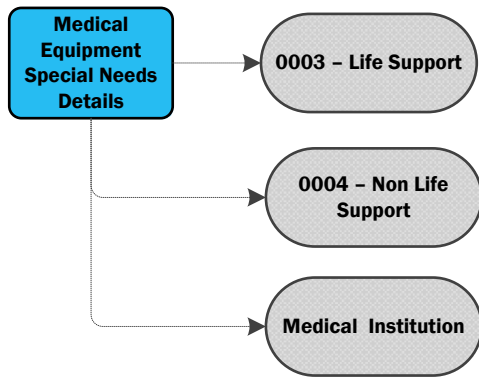 Medical
Equipment
Special Needs
Details
0003 – Life Support
0004 – Non Life
Support
Medical Institution